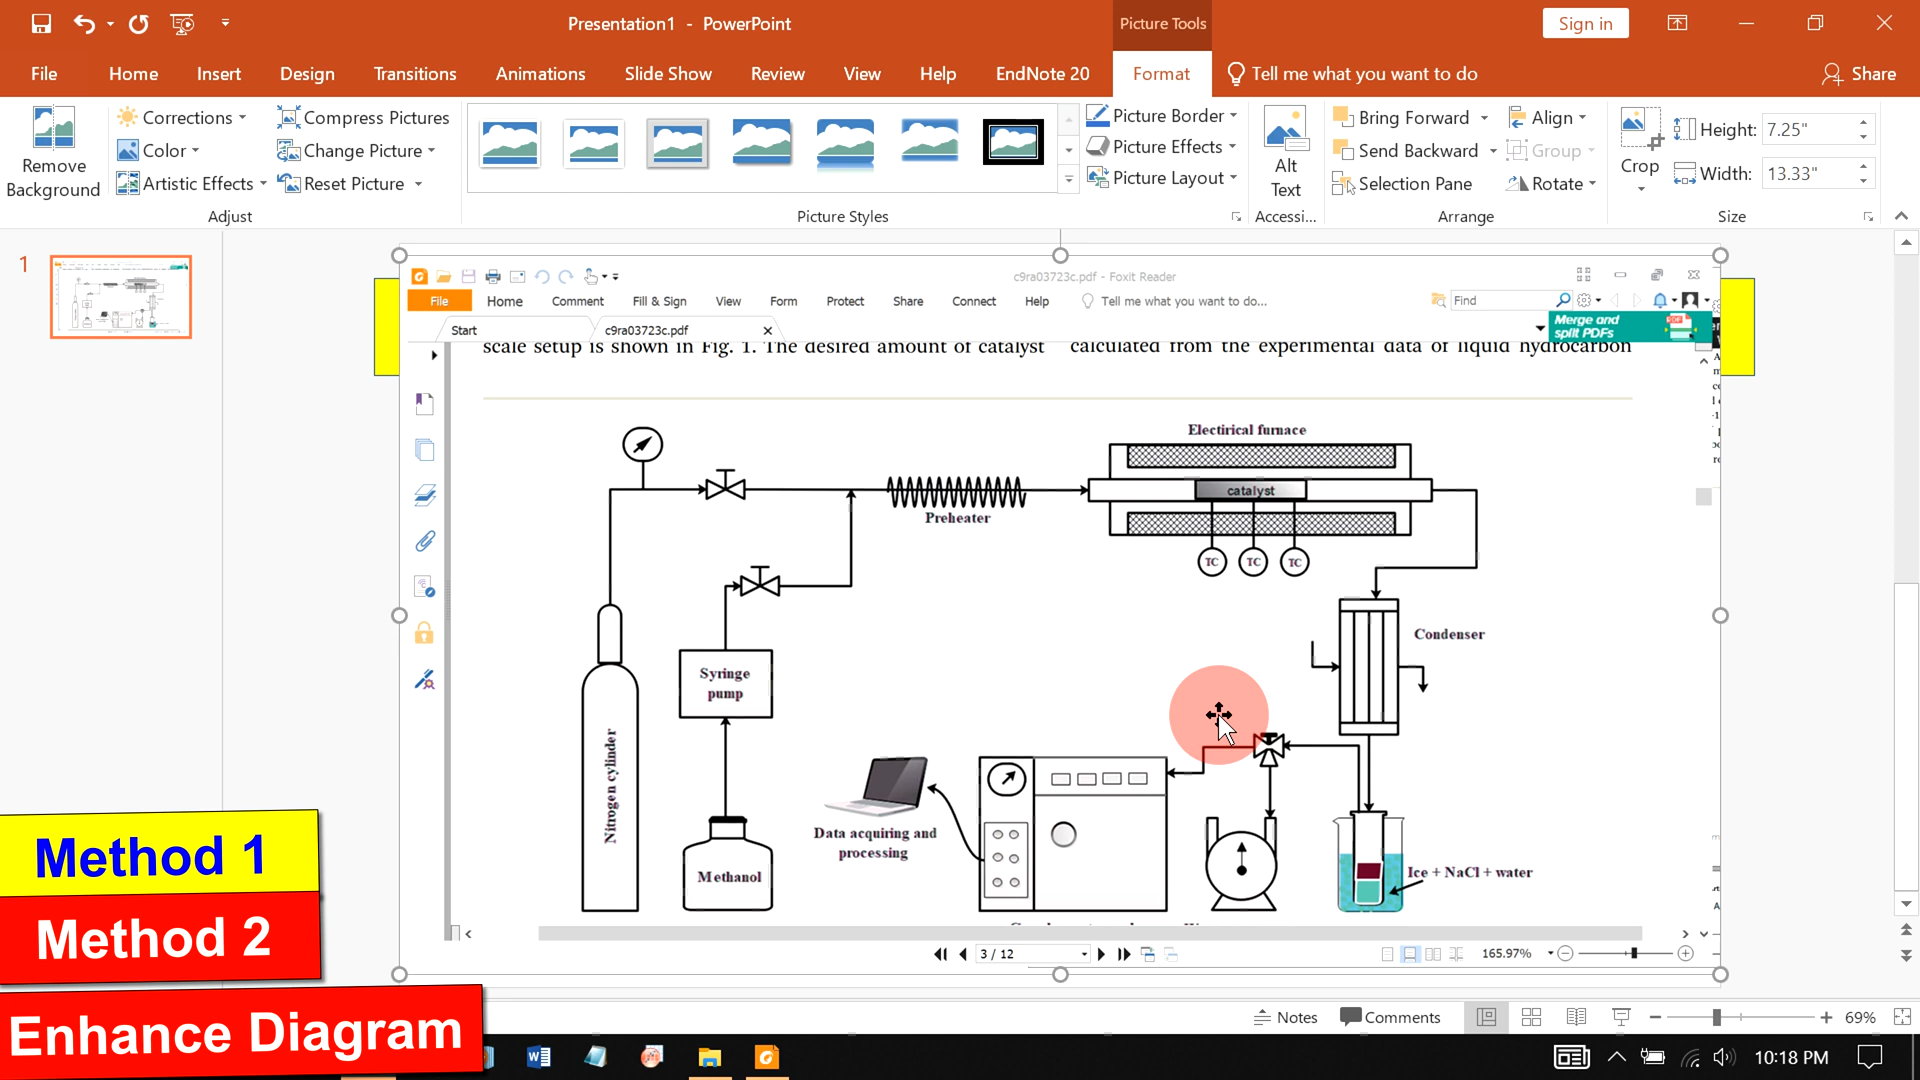 Presentation1 - PowerPoint
Picture Tools
Sign in
File
Home
Insert
Design
Transitions
Animations
Slide Show
Review
View
Help
EndNote 20
Format
Tell me what you want to do
Share
Remove
Background
Corrections
Color
Artistic Effects
Compress Pictures
Change Picture
Reset Picture
Adjust
Picture Styles
Picture Border
Picture Effects
Picture Layout
Alt
Text
Accessi...
Bring Forward
Send Backward
Selection Pane
Align
Group
Rotate
Arrange
Crop
Height: 7.25"
Width: 13.33"
Size
1
c9ra03723c.pdf - Foxit Reader
File
Home
Comment
Fill & Sign
View
Form
Protect
Share
Connect
Help
Tell me what you want to do...
Find
Start
c9ra03723c.pdf
Merge and
split PDFs
scale setup is shown in Fig. 1. The desired amount of catalyst
calculated from the experimental data of liquid hydrocarbon
Electirical furnace
catalyst
Preheater
TC
TC
TC
Condenser
Syringe
pump
Nitrogen cylinder
Methanol
Data acquiring and
processing
Ice + NaCl + water
3 / 12
165.97%
Method 1
Method 2
Enhance Diagram
Notes
Comments
69%
10:18 PM